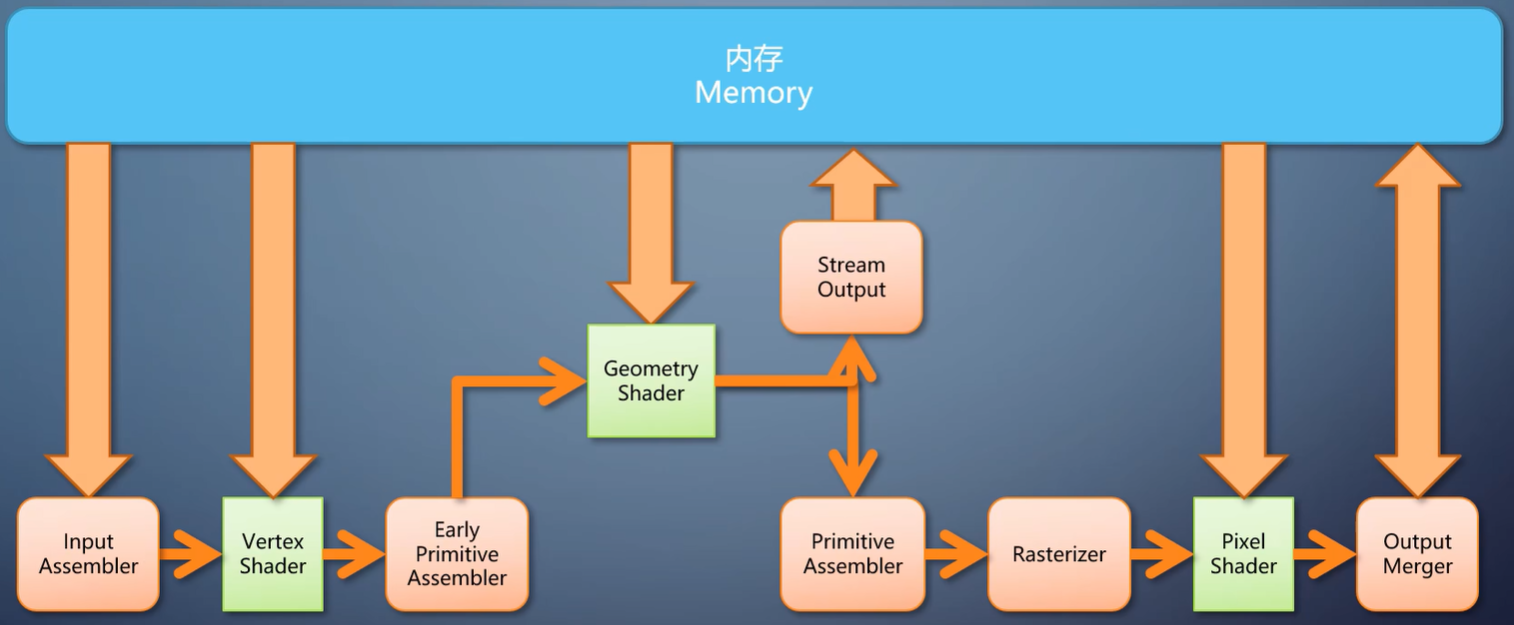 内存
Memory
Stream
Output
Geometry
Shader
Input
Assembler
Vertex
Shader
Early
Primitive
Assembler
Primitive
Assembler
Rasterizer
Pixel
Shader
Output
Merger